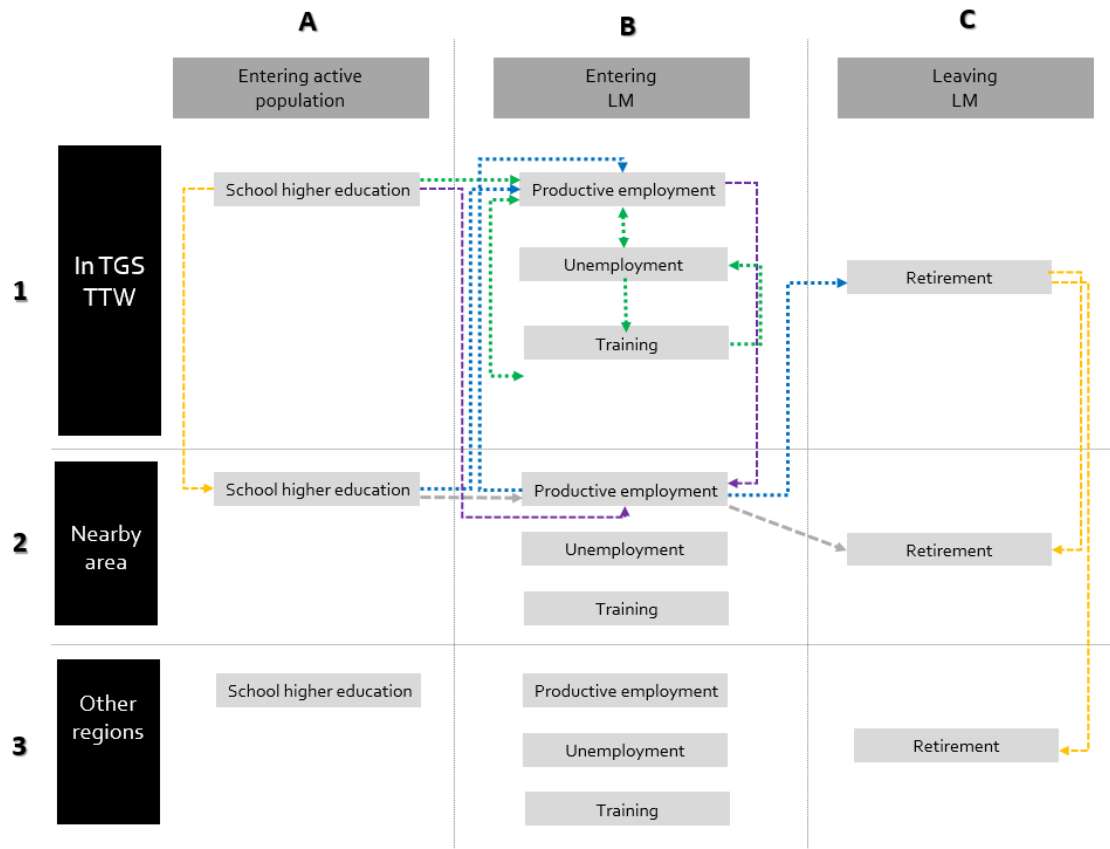 A
B
C
Entering active
population
Entering
LM
Leaving
LM
1
In TGS
TTW
School higher education
Productive employment
Unemployment
Training
Retirement
2
Nearby
area
School higher education
Productive employment
Unemployment
Training
Retirement
3
Other
regions
School higher education
Productive employment
Unemployment
Training
Retirement